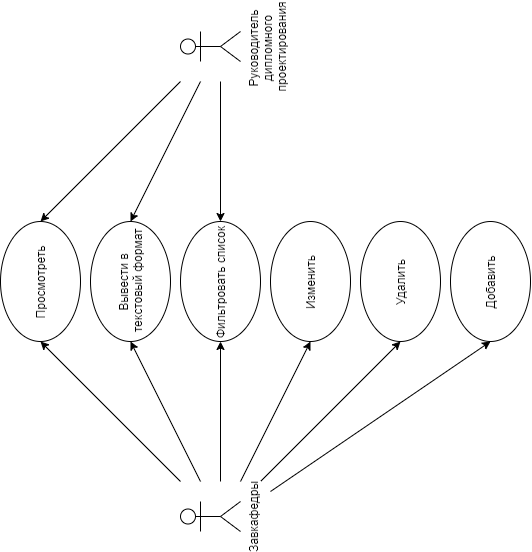 Руководитель
дипломного
проектирования
Просмотреть
Вывести в
текстовый формат
Фильтровать список
Изменить
Удалить
Добавить
Завкафедры